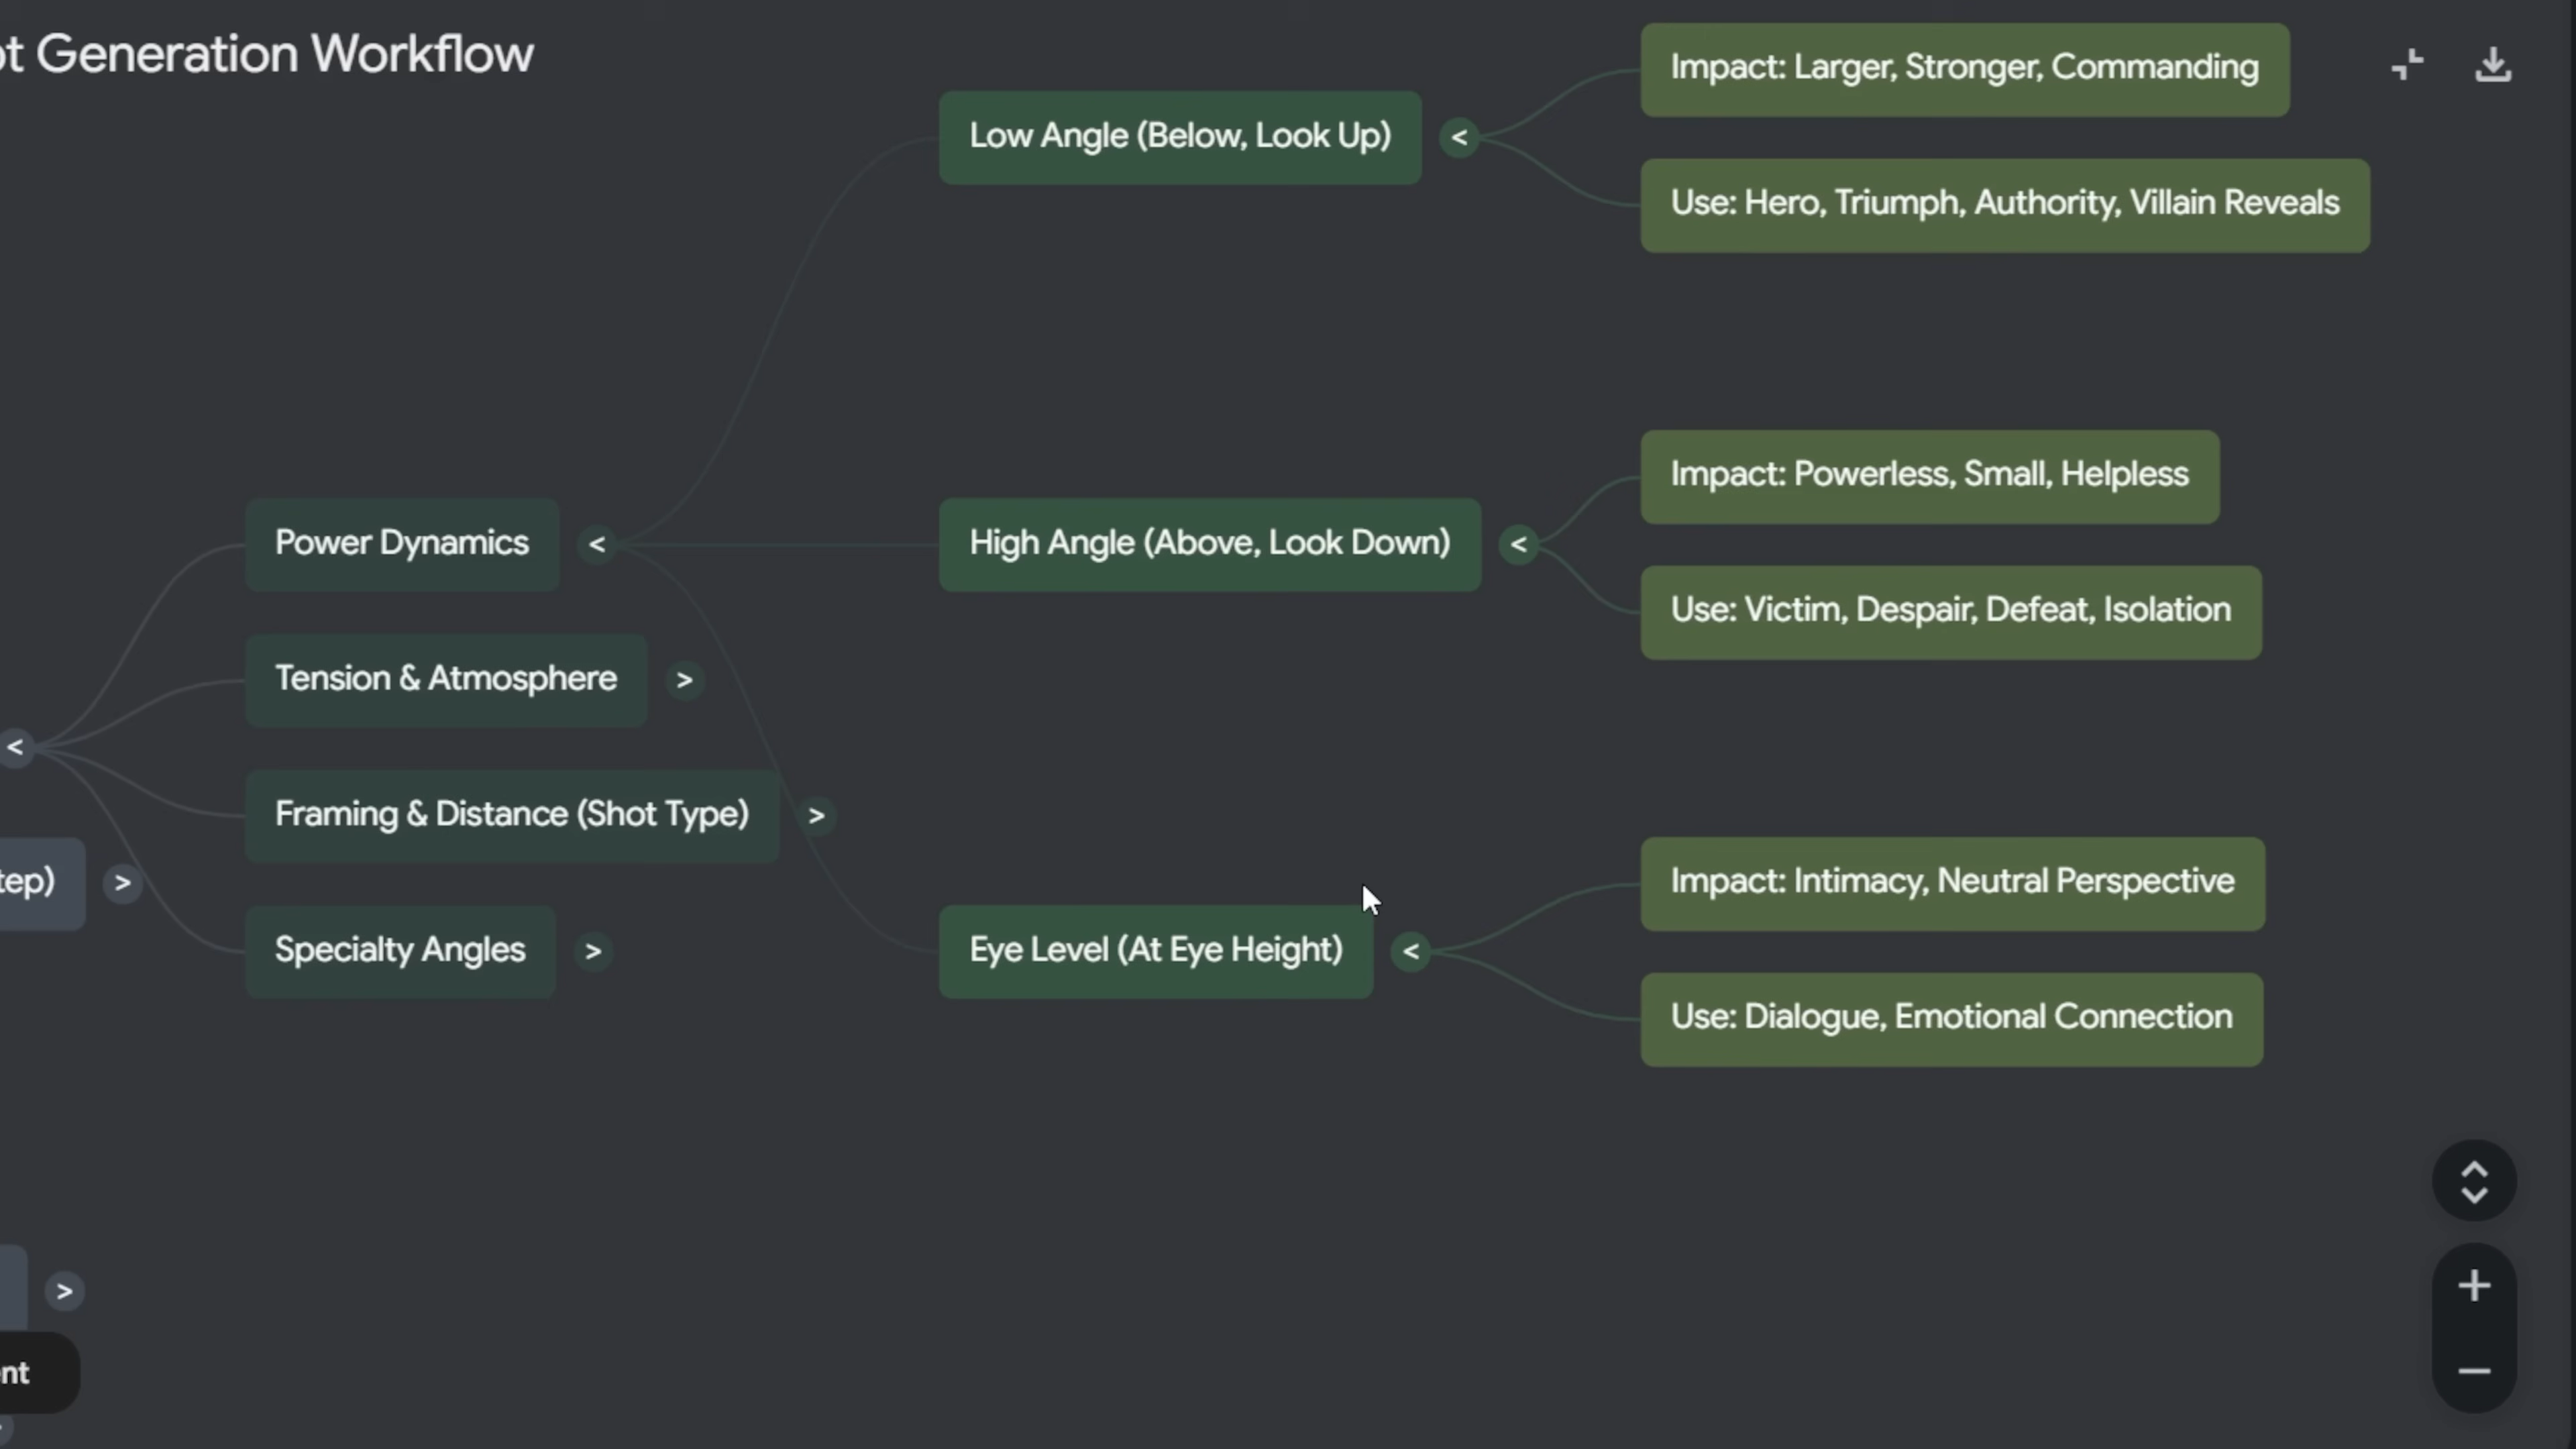 Generation Workflow
Low Angle (Below, Look Up)
Impact: Larger, Stronger, Commanding
Use: Hero, Triumph, Authority, Villain Reveals
Power Dynamics
High Angle (Above, Look Down)
Impact: Powerless, Small, Helpless
Use: Victim, Despair, Defeat, Isolation
Tension & Atmosphere
Framing & Distance (Shot Type)
Specialty Angles
Eye Level (At Eye Height)
Impact: Intimacy, Neutral Perspective
Use: Dialogue, Emotional Connection